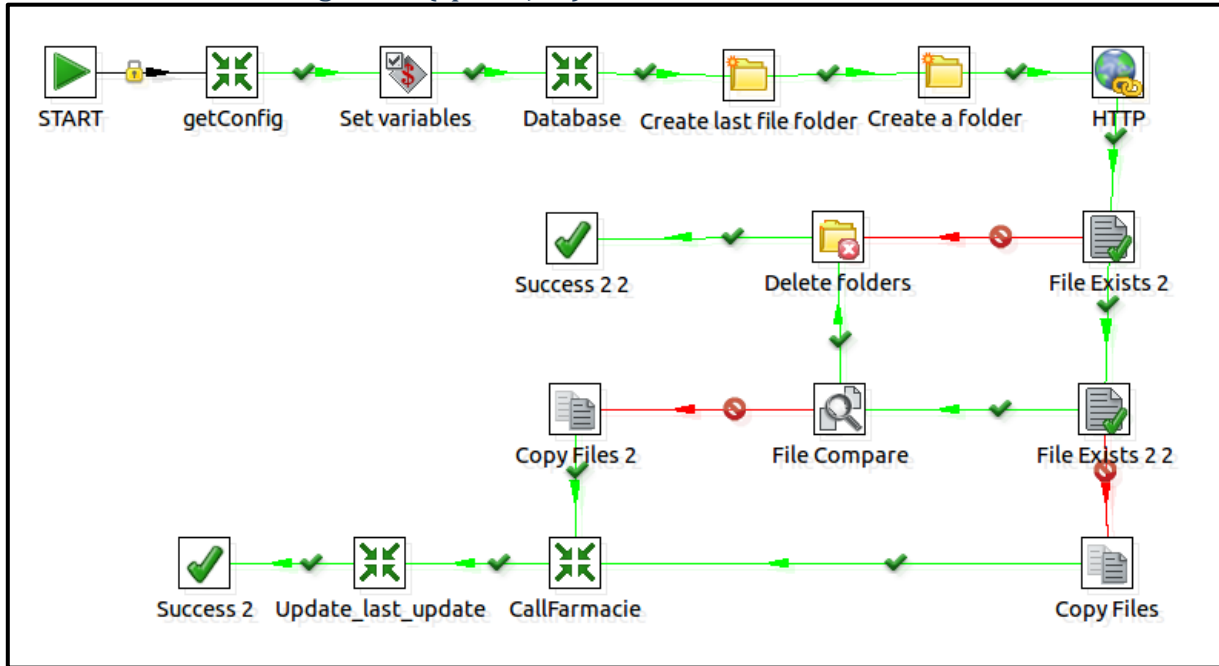 START
getConfig
Set variables
Database
Create last file folder
Create a folder
HTTP
Success 2 2
Delete folders
File Exists 2
Copy Files 2
File Compare
File Exists 2 2
Success 2
Update_last_update
CallFarmacie
Copy Files